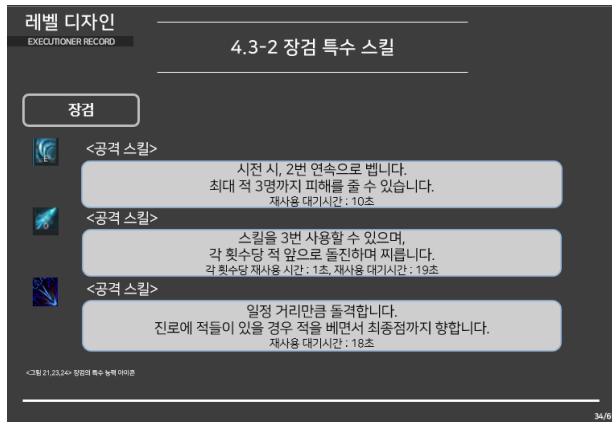 레벨 디자인
EXECUTIONER RECORD
4.3-2 장검 특수 스킬
장검
<공격 스킬>
시전 시, 2번 연속으로 벱니다.
최대 적 3명까지 피해를 줄 수 있습니다.
재사용 대기시간 : 10초
<공격 스킬>
스킬을 3번 사용할 수 있으며,
각 횟수당 적 앞으로 돌진하며 찌릅니다.
각 횟수당 재사용 시간 : 1초, 재사용 대기시간 : 19초
<공격 스킬>
일정 거리만큼 돌격합니다.
진로에 적들이 있을 경우 적을 베면서 최종점까지 향합니다.
재사용 대기시간 : 18초
<그림 21,23,24> 장검의 특수 능력 아이콘
34/6